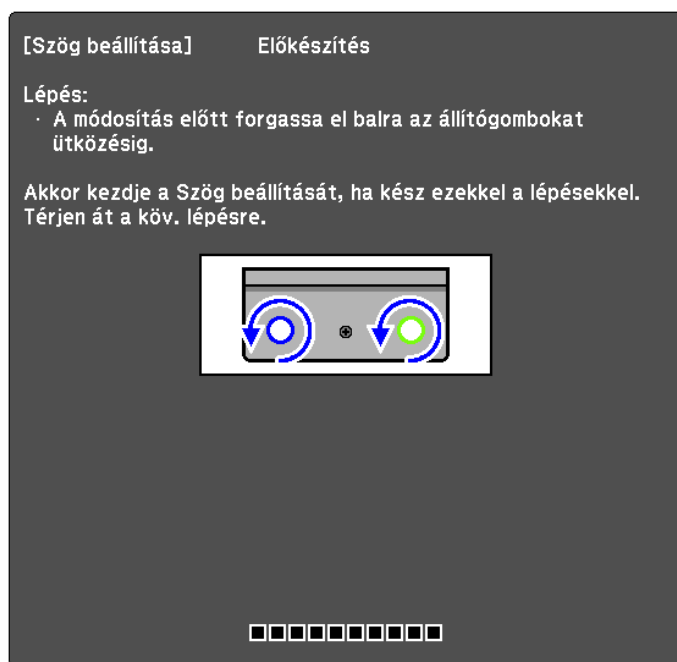 [Szög beállítása] Előkészítés
Lépés:
· A módosítás előtt forgassa el balra az állítógombokat
ütközésig.
Akkor kezdje a Szög beállítását, ha kész ezekkel a lépésekkel.
Térjen át a köv. lépésre.